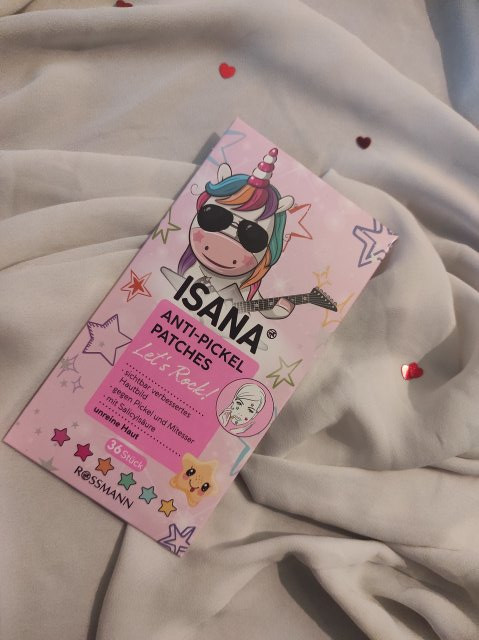 ISANA®
ANTI-PICKEL
PATCHES
Let's Rock!
sichtbar verbessertes
Hautbild
gegen Pickel und Mitesser
mit Salicylsäure
unreine Haut
36 Stück
ROSSMANN